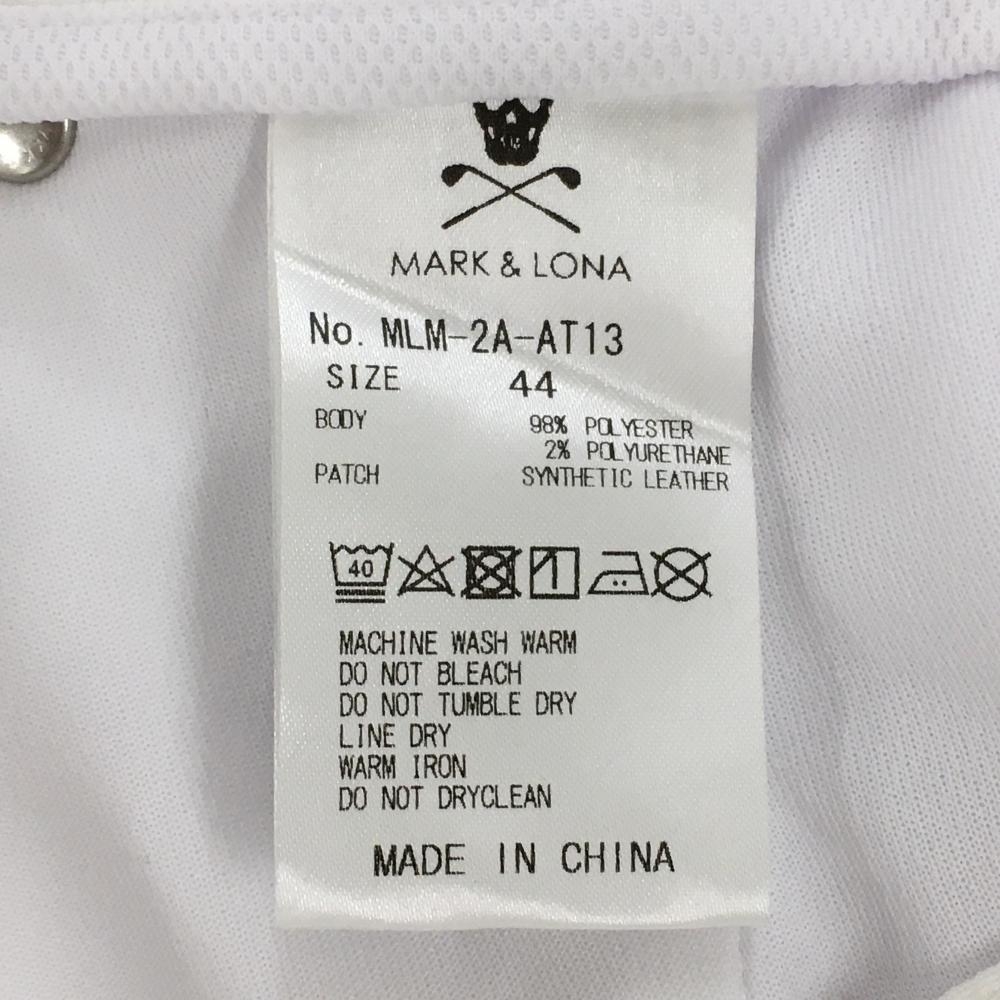 MARK & LONA
No. MLM-2A-AT13
SIZE 44
BODY 98% POLYESTER
2% POLYURETHANE
PATCH SYNTHETIC LEATHER
40
MACHINE WASH WARM
DO NOT BLEACH
DO NOT TUMBLE DRY
LINE DRY
WARM IRON
DO NOT DRYCLEAN
MADE IN CHINA